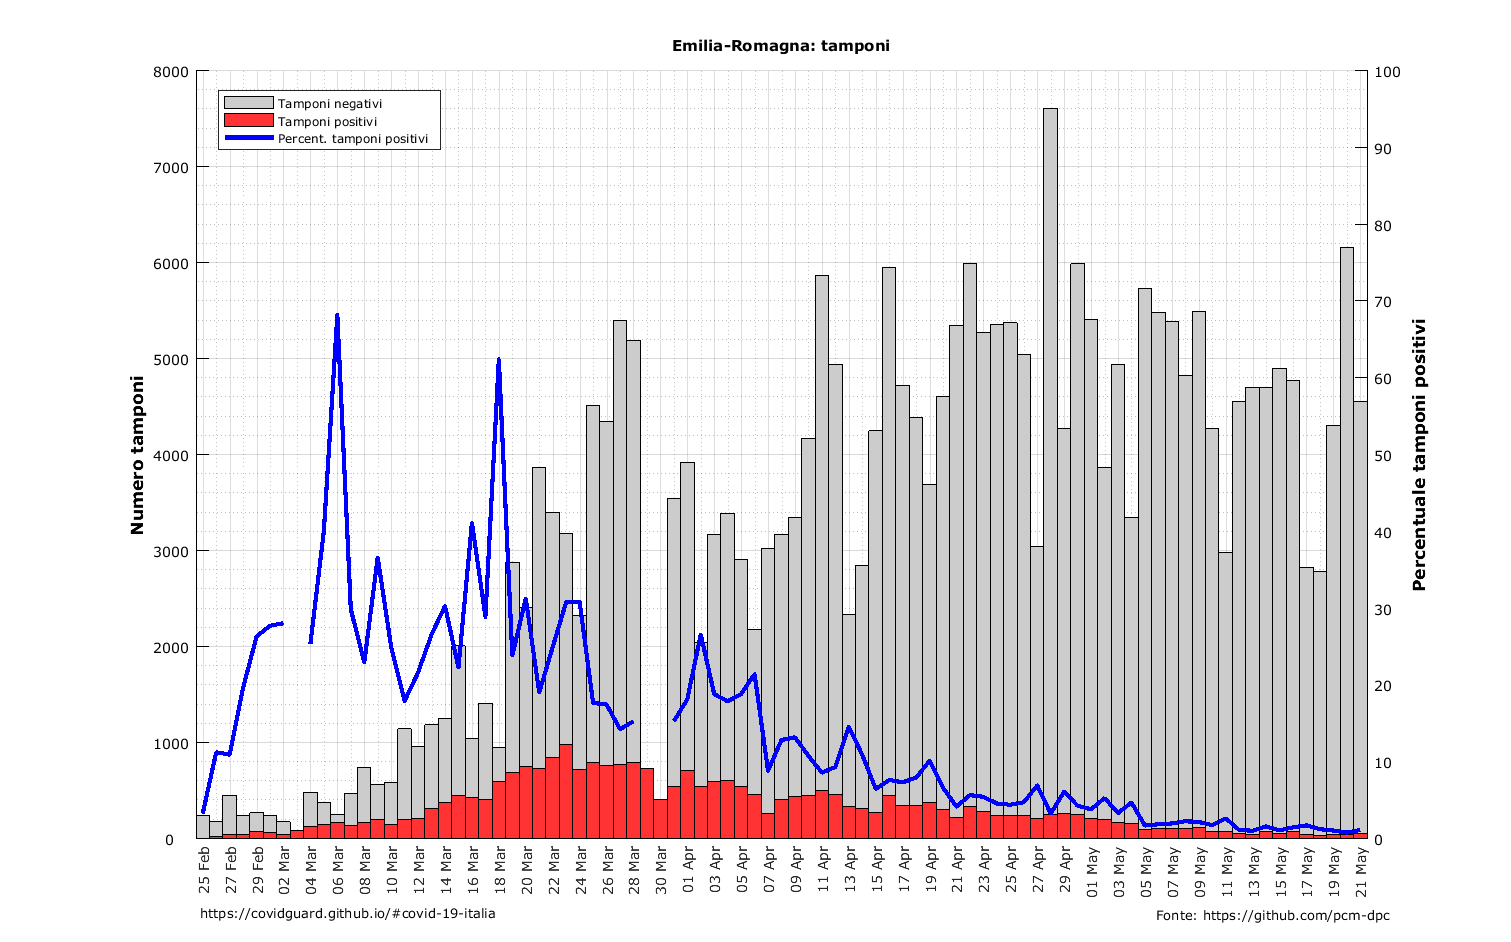 Emilia-Romagna: tamponi
Tamponi negativi
Tamponi positivi
Percent. tamponi positivi
Numero tamponi
8000
7000
6000
5000
4000
3000
2000
1000
0
100
90
80
70
60
50
40
30
20
10
0
Percentuale tamponi positivi
25 Feb
27 Feb
29 Feb
02 Mar
04 Mar
06 Mar
08 Mar
10 Mar
12 Mar
14 Mar
16 Mar
18 Mar
20 Mar
22 Mar
24 Mar
26 Mar
28 Mar
30 Mar
01 Apr
03 Apr
05 Apr
07 Apr
09 Apr
11 Apr
13 Apr
15 Apr
17 Apr
19 Apr
21 Apr
23 Apr
25 Apr
27 Apr
29 Apr
01 May
03 May
05 May
07 May
09 May
11 May
13 May
15 May
17 May
19 May
21 May
https://covidguard.github.io/#covid-19-italia
Fonte: https://github.com/pcm-dpc